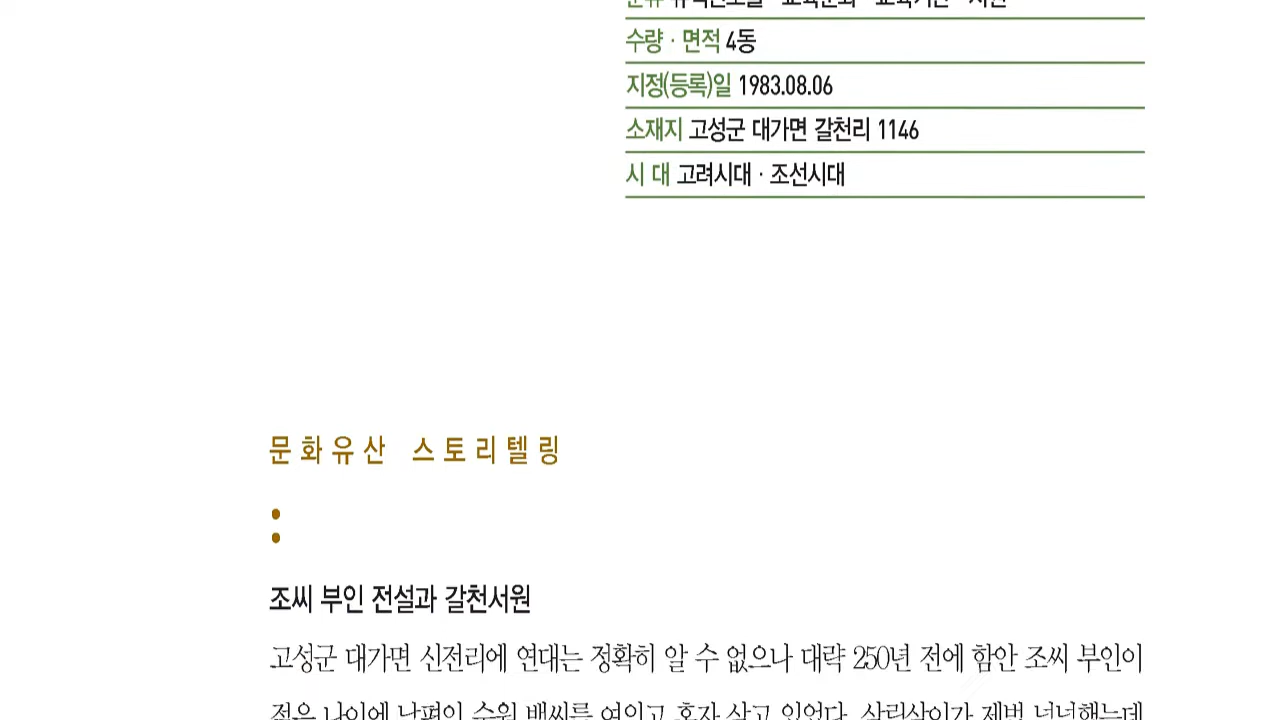 수량 · 면적 4동
지정(등록)일 1983.08.06
소재지 고성군 대가면 갈천리 1146
시 대 고려시대 · 조선시대
문화유산 스토리텔링
:
조씨 부인 전설과 갈천서원
고성군 대가면 신전리에 연대는 정확히 알 수 없으나 대략 250년 전에 함안 조씨 부인이